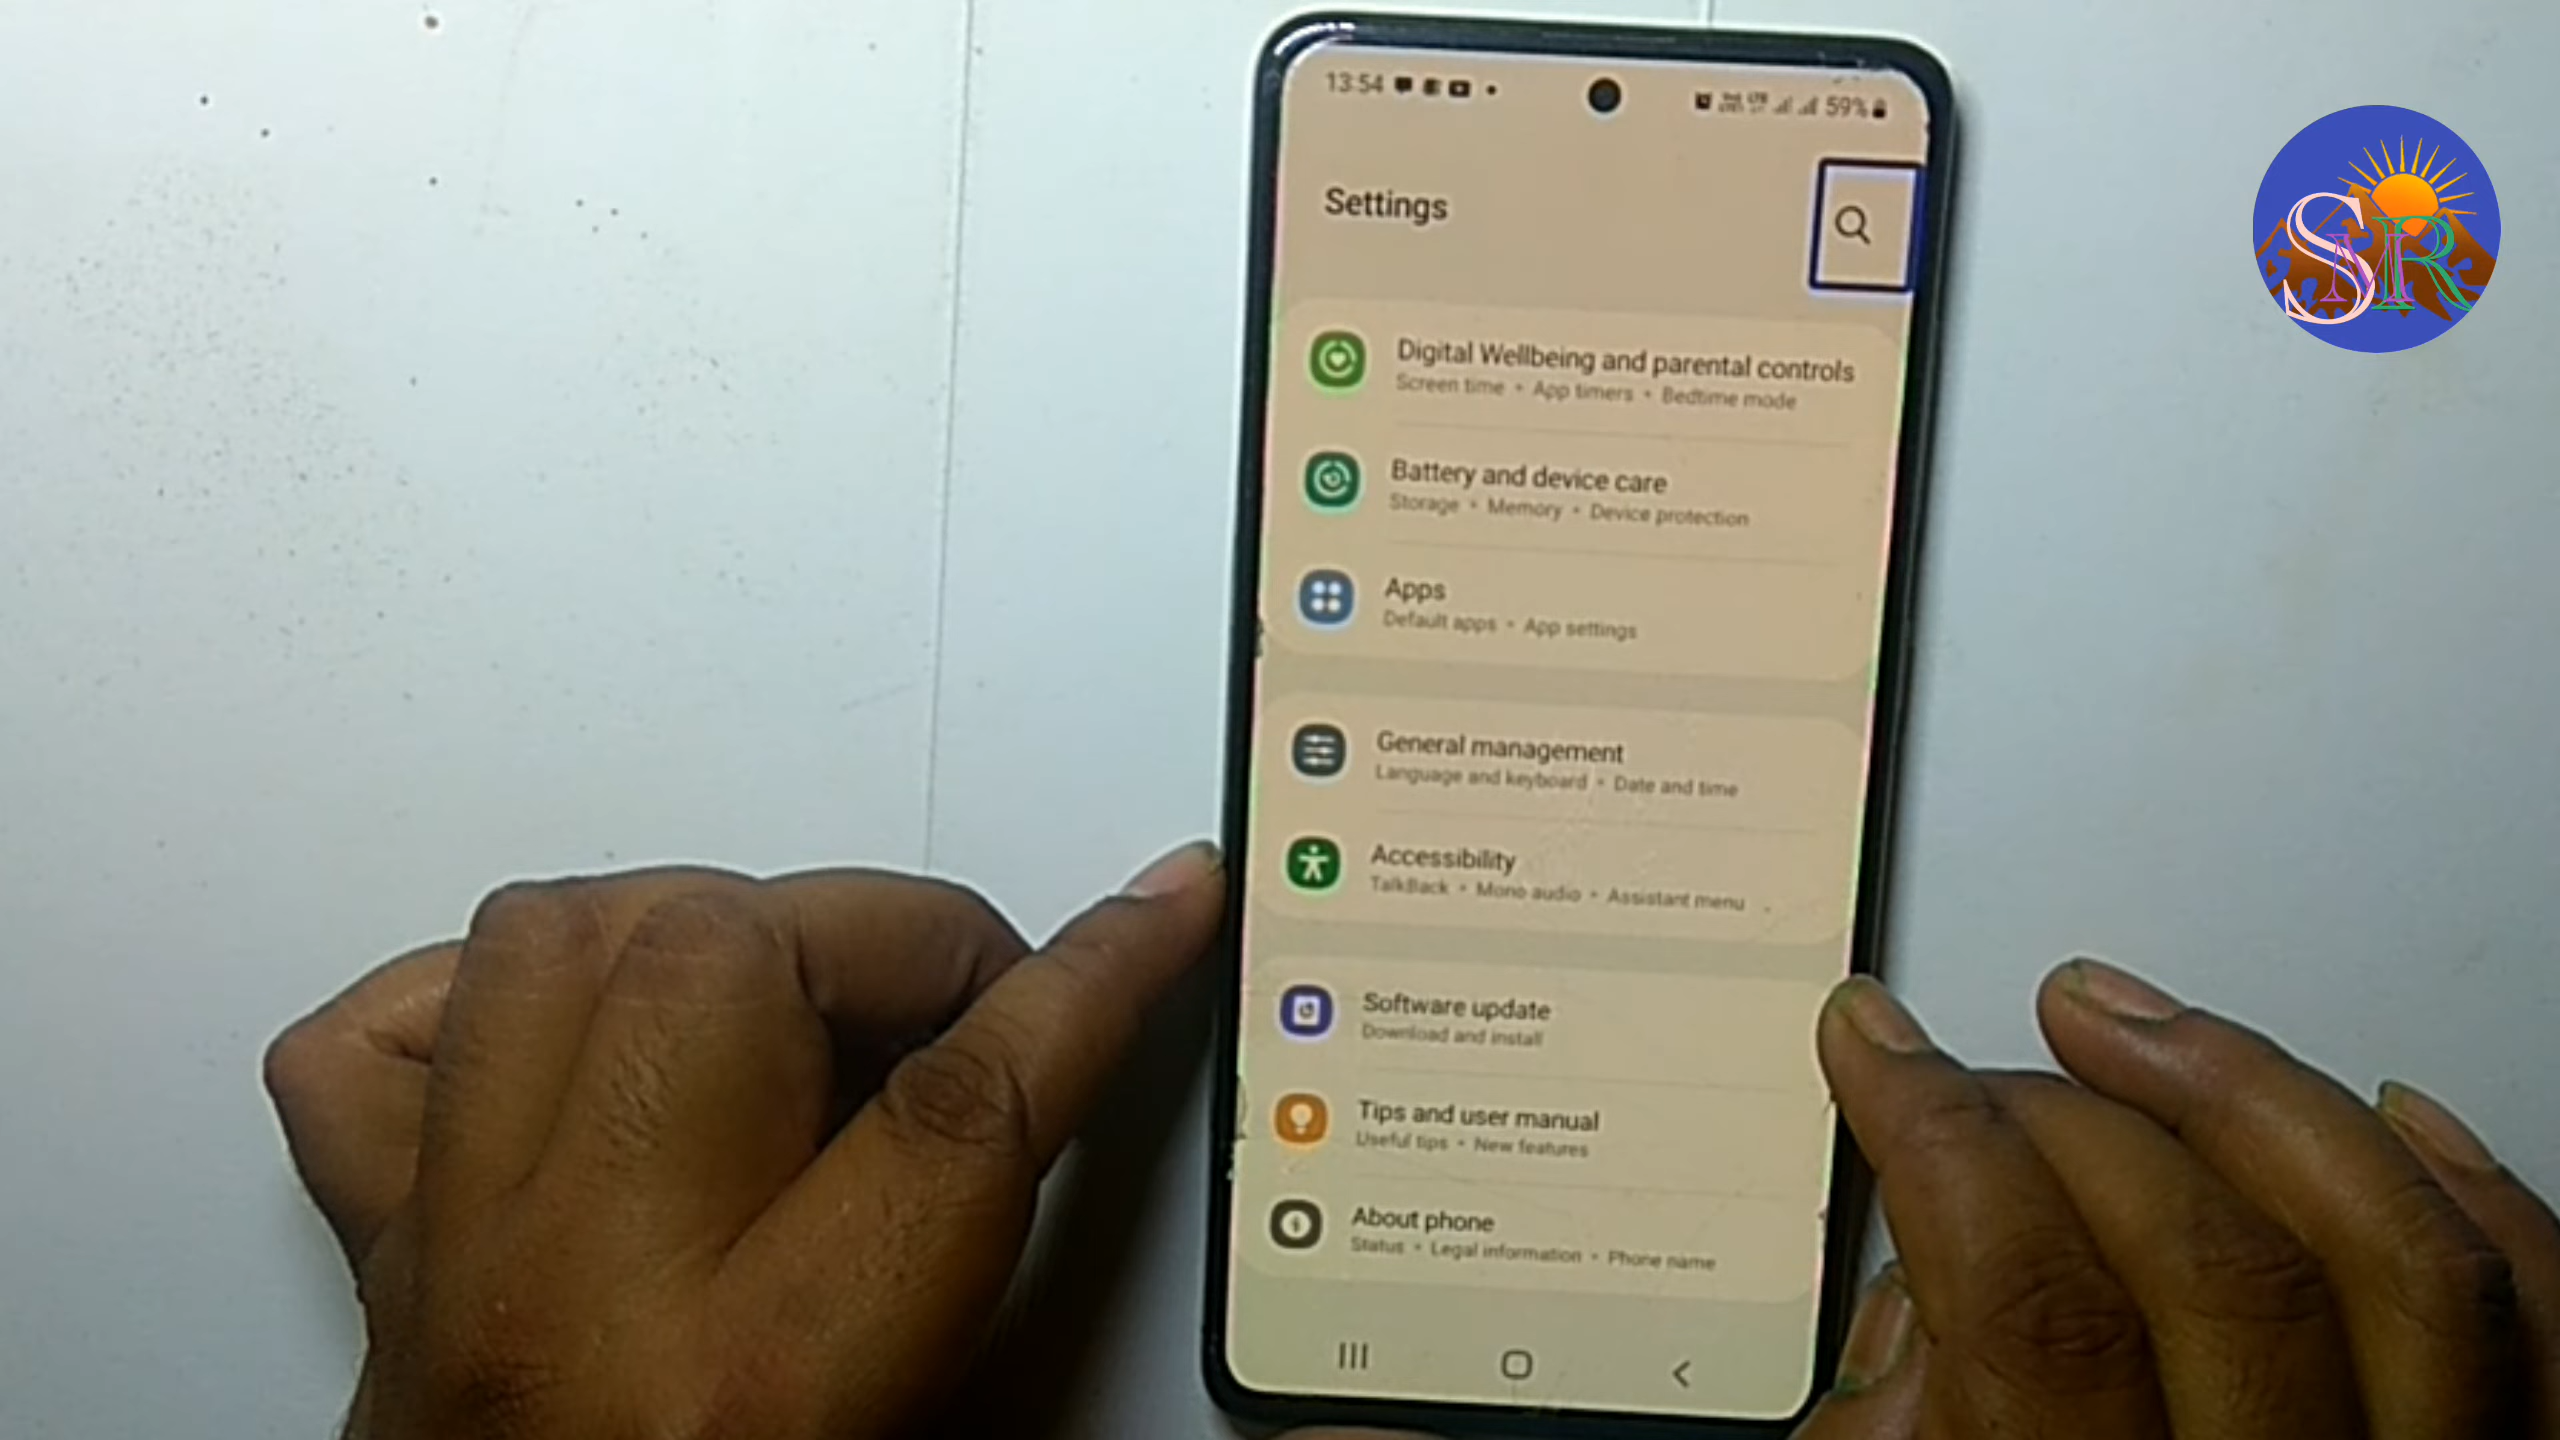 13:54
59%
Settings
Digital Wellbeing and parental controls
Screen time • App timers • Bedtime mode
Battery and device care
Storage • Memory • Device protection
Apps
Default apps • App settings
General management
Language and keyboard • Date and time
Accessibility
TalkBack • Mono audio • Assistant menu
Software update
Download and install
Tips and user manual
Useful tips • New features
About phone
Status • Legal information • Phone name
SMR